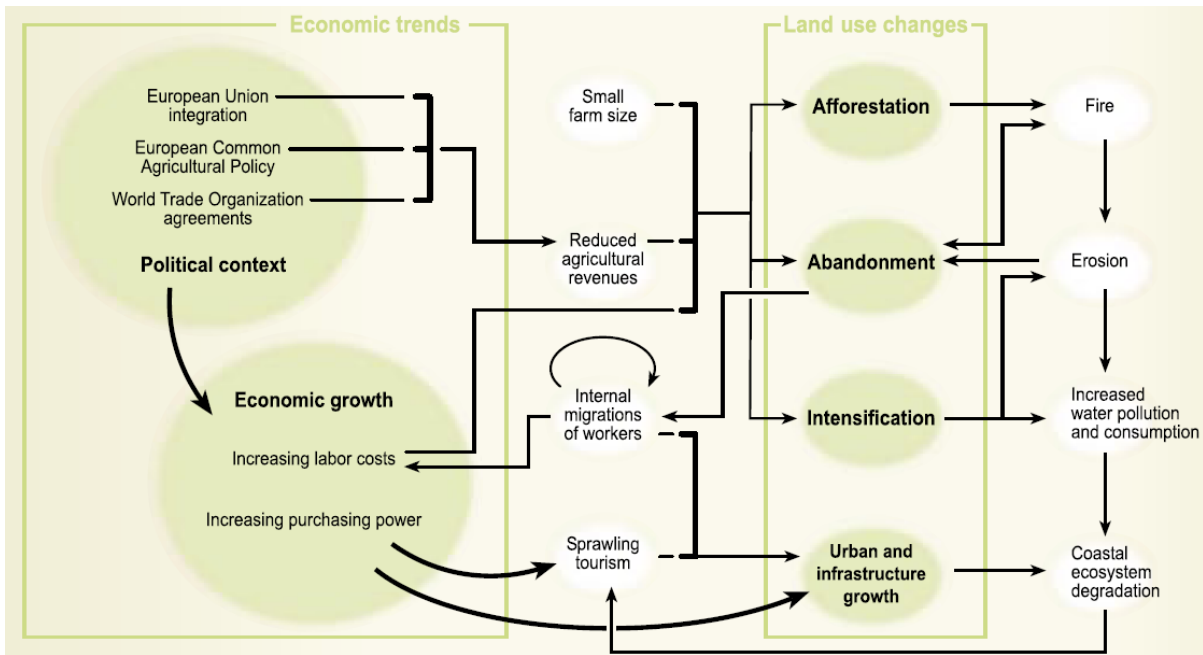 Economic trends
Land use changes
European Union
integration
European Common
Agricultural Policy
World Trade Organization
agreements
Political context
Economic growth
Increasing labor costs
Increasing purchasing power
Small
farm size
Reduced
agricultural
revenues
Internal
migrations
of workers
Sprawling
tourism
Afforestation
Abandonment
Intensification
Urban and
infrastructure
growth
Fire
Erosion
Increased
water pollution
and consumption
Coastal
ecosystem
degradation